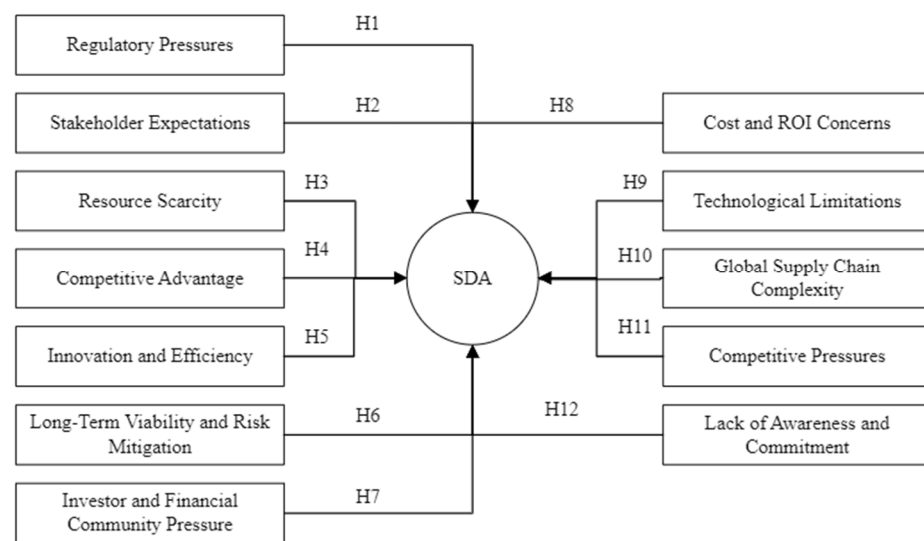 H1
Regulatory Pressures
H2
H8
Stakeholder Expectations
Cost and ROI Concerns
H3
H9
Resource Scarcity
Technological Limitations
H4
H10
Competitive Advantage
SDA
Global Supply Chain
Complexity
H5
H11
Innovation and Efficiency
Competitive Pressures
H6
H12
Long-Term Viability and Risk
Mitigation
Lack of Awareness and
Commitment
H7
Investor and Financial
Community Pressure